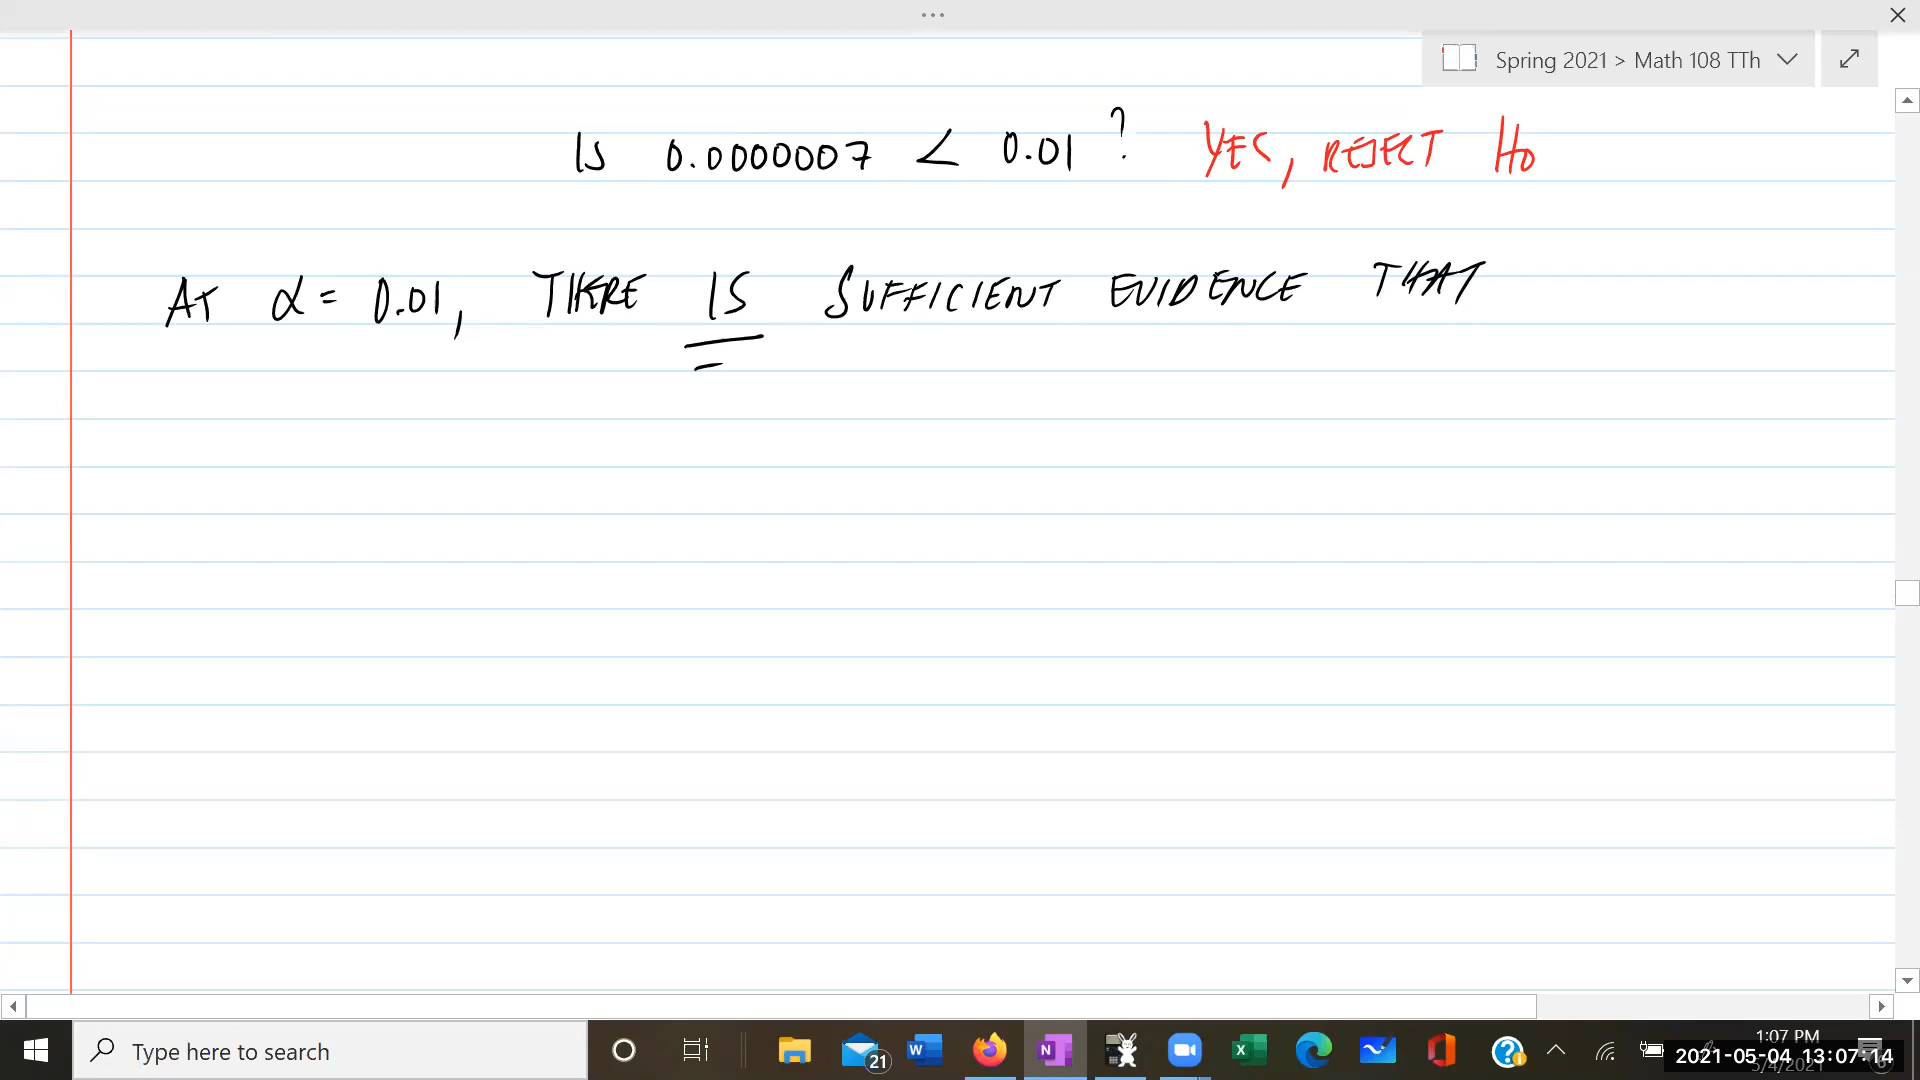 Spring 2021 > Math 108 TTh
IS 0.0000007 < 0.01 ? YES, REJECT H0
AT α = 0.01, THERE IS SUFFICIENT EVIDENCE THAT
Type here to search
21
1:07 PM
2021-05-04 13:07:14